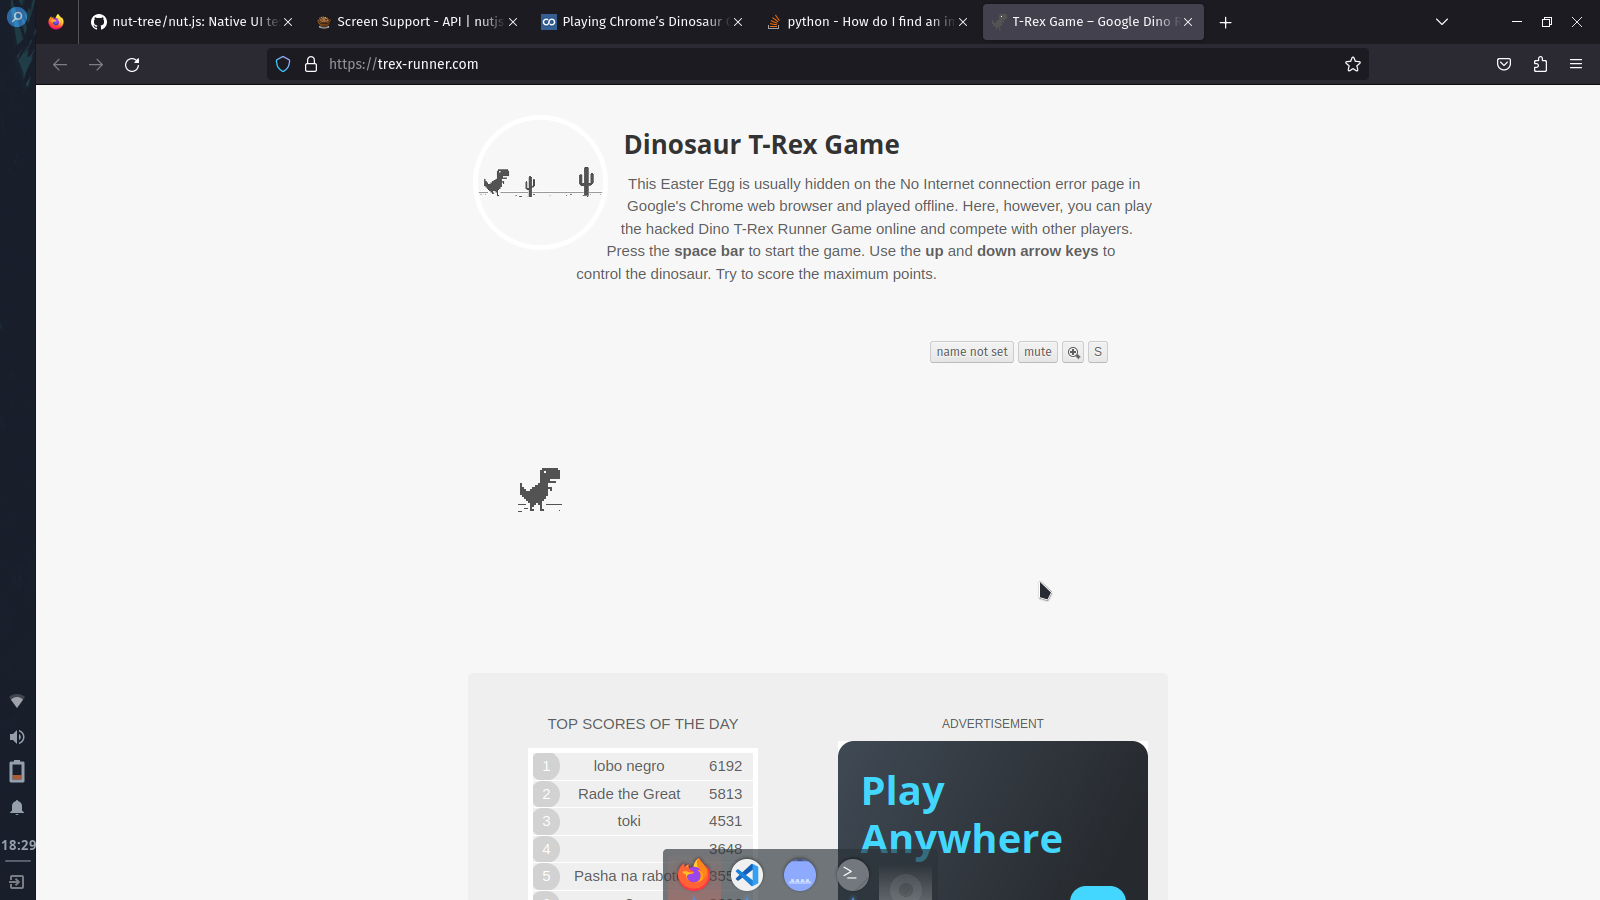 nut-tree/nut.js: Native UI te
Screen Support - API | nutjs
Playing Chrome's Dinosaur
python - How do I find an in
T-Rex Game – Google Dino
https://trex-runner.com
Dinosaur T-Rex Game
This Easter Egg is usually hidden on the No Internet connection error page in
Google's Chrome web browser and played offline. Here, however, you can play
the hacked Dino T-Rex Runner Game online and compete with other players.
Press the space bar to start the game. Use the up and down arrow keys to
control the dinosaur. Try to score the maximum points.
name not set
mute
S
TOP SCORES OF THE DAY
1 lobo negro 6192
2 Rade the Great 5813
3 toki 4531
4 3648
5 Pasha na rabot
ADVERTISEMENT
Play
Anywhere
18:29